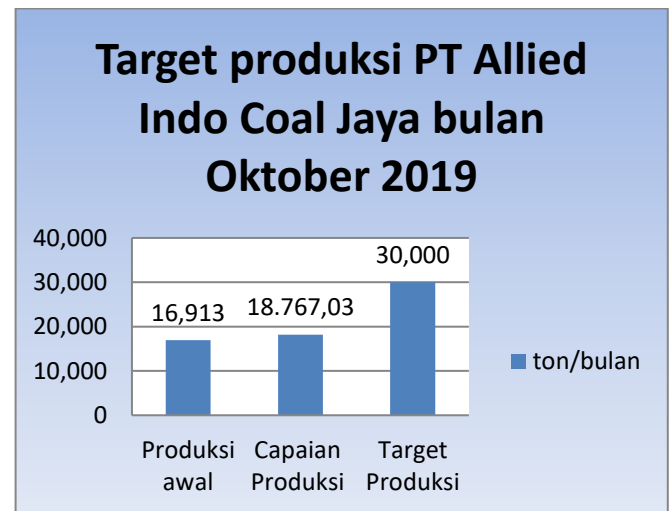 Target produksi PT Allied
Indo Coal Jaya bulan
Oktober 2019
40,000
30,000
20,000
10,000
0
16,913
18.767,03
30,000
Produksi
awal
Capaian
Produksi
Target
Produksi
ton/bulan